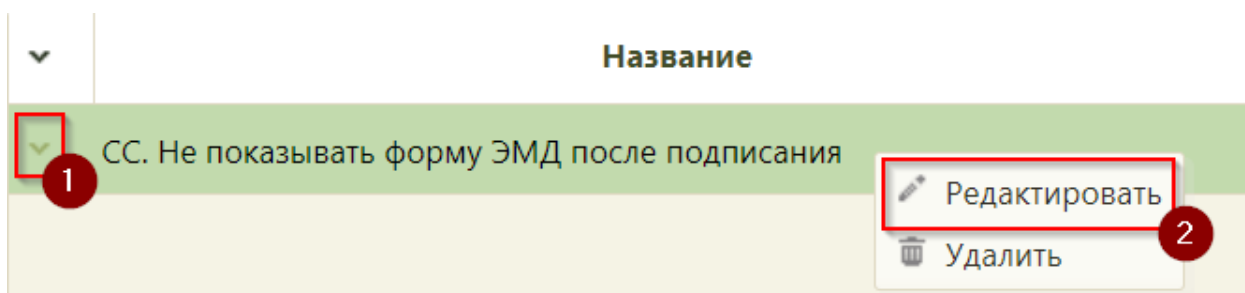 Название
СС. Не показывать форму ЭМД после подписания
1
Редактировать
2
Удалить